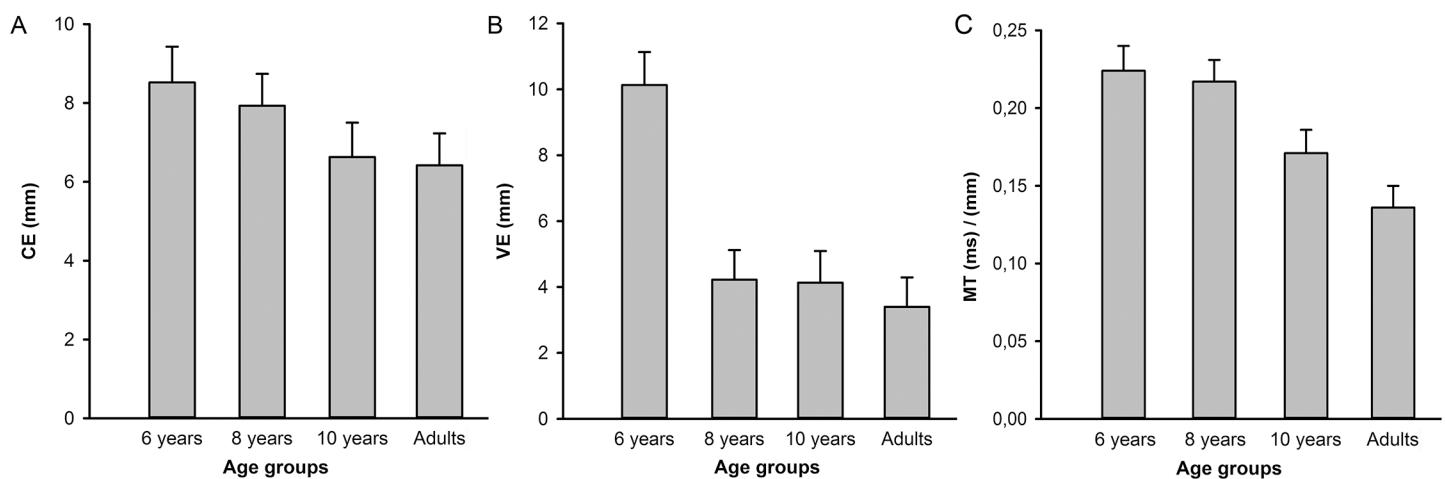 A
10
8
6
4
2
0
CE (mm)
6 years 8 years 10 years Adults
Age groups
B
12
10
8
6
4
2
0
VE (mm)
6 years 8 years 10 years Adults
Age groups
C
0,25
0,20
0,15
0,10
0,05
0,00
MT (ms) / (mm)
6 years 8 years 10 years Adults
Age groups